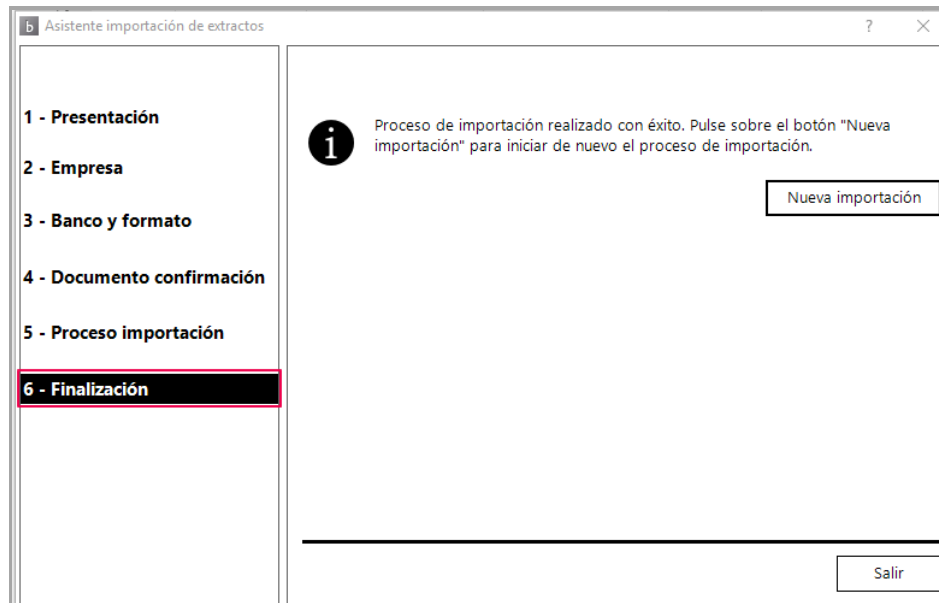 b Asistente importación de extractos ?
1 - Presentación
2 - Empresa
3 - Banco y formato
4 - Documento confirmación
5 - Proceso importación
6 - Finalización
Proceso de importación realizado con éxito. Pulse sobre el botón "Nueva
importación" para iniciar de nuevo el proceso de importación.
Nueva importación
Salir